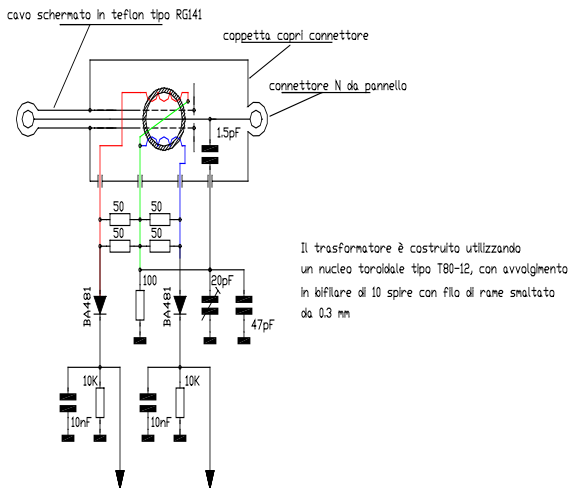 cavo schermato in teflon tipo RG141
coppetta copri connettore
connettore N da pannello
1.5pF
50
50
50
50
Il trasformatore è costruito utilizzando
un nucleo toroidale tipo T80-12, con avvolgimento
in bifilare di 10 spire con filo di rame smaltato
da 0.3 mm
BA481
100
BA481
20pF
47pF
10K
10nF
10K
10nF